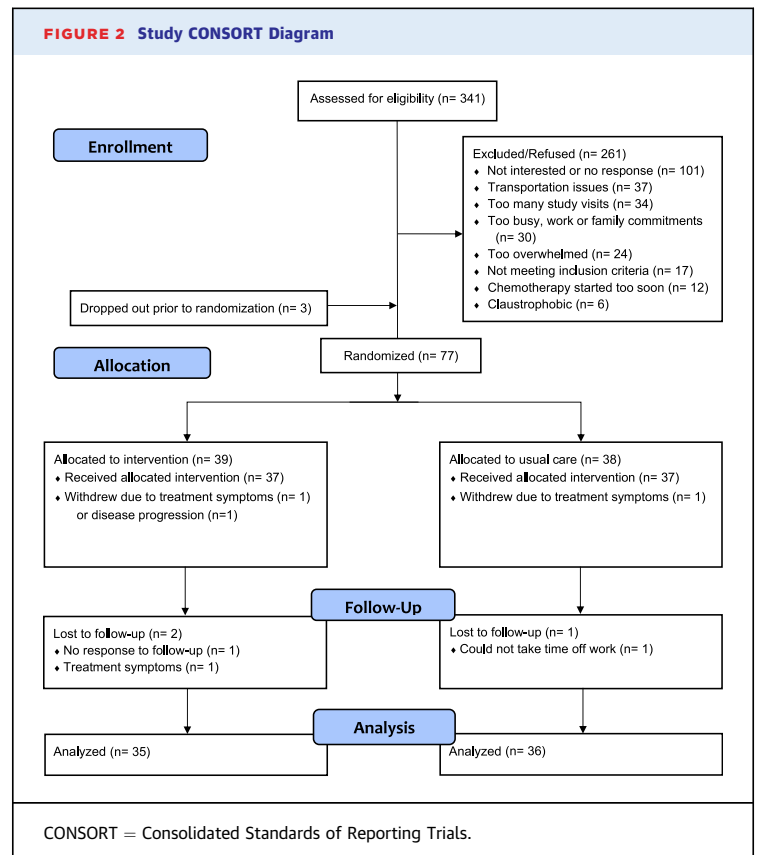 FIGURE 2 Study CONSORT Diagram
Assessed for eligibility (n= 341)
Enrollment
Excluded/Refused (n= 261)
♦ Not interested or no response (n= 101)
♦ Transportation issues (n= 37)
♦ Too many study visits (n= 34)
♦ Too busy, work or family commitments
(n= 30)
♦ Too overwhelmed (n= 24)
♦ Not meeting inclusion criteria (n= 17)
♦ Chemotherapy started too soon (n= 12)
♦ Claustrophobic (n= 6)
Dropped out prior to randomization (n= 3)
Randomized (n= 77)
Allocation
Allocated to intervention (n= 39)
♦ Received allocated intervention (n= 37)
♦ Withdrew due to treatment symptoms (n= 1)
or disease progression (n=1)
Allocated to usual care (n= 38)
♦ Received allocated intervention (n= 37)
♦ Withdrew due to treatment symptoms (n= 1)
Follow-Up
Lost to follow-up (n= 2)
♦ No response to follow-up (n= 1)
♦ Treatment symptoms (n= 1)
Lost to follow-up (n= 1)
♦ Could not take time off work (n= 1)
Analysis
Analyzed (n= 35)
Analyzed (n= 36)
CONSORT = Consolidated Standards of Reporting Trials.